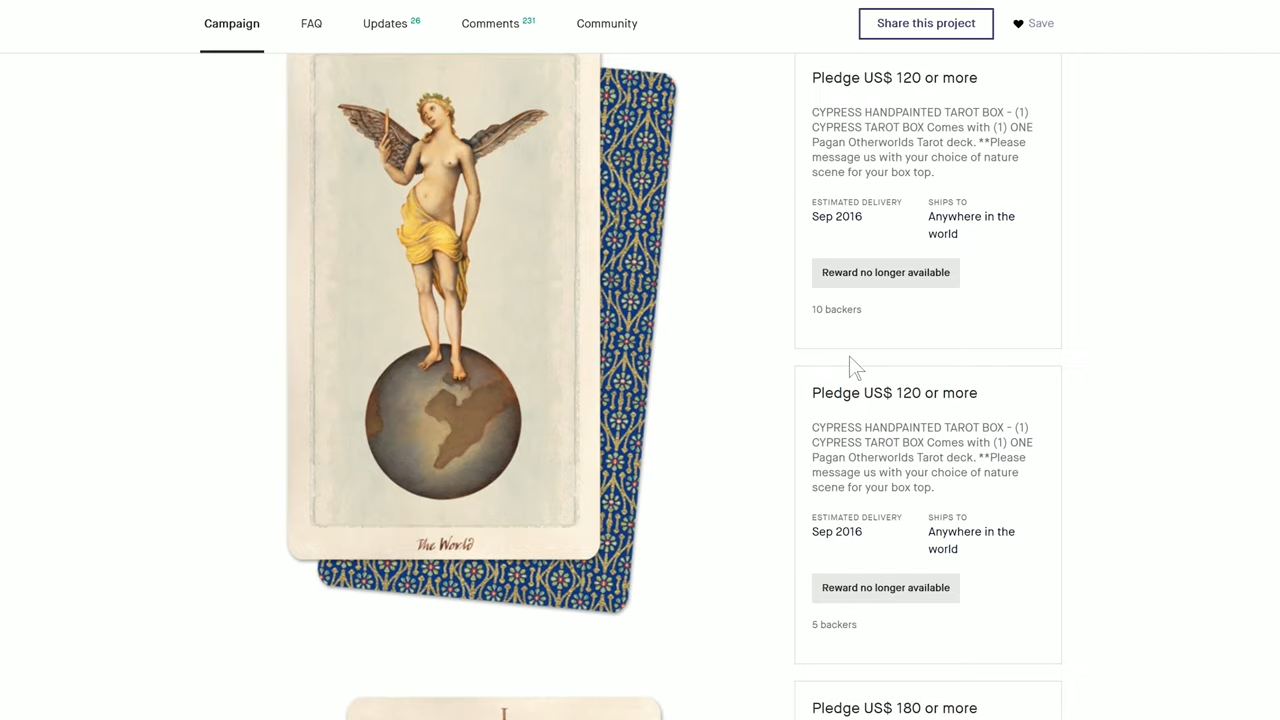 Campaign
FAQ
Updates 26
Comments 231
Community
Share this project
Save
The World
I
Pledge US$ 120 or more
CYPRESS HANDPAINTED TAROT BOX - (1)
CYPRESS TAROT BOX Comes with (1) ONE
Pagan Otherworlds Tarot deck. **Please
message us with your choice of nature
scene for your box top.
ESTIMATED DELIVERY
Sep 2016
SHIPS TO
Anywhere in the
world
Reward no longer available
10 backers
Pledge US$ 120 or more
CYPRESS HANDPAINTED TAROT BOX - (1)
CYPRESS TAROT BOX Comes with (1) ONE
Pagan Otherworlds Tarot deck. **Please
message us with your choice of nature
scene for your box top.
ESTIMATED DELIVERY
Sep 2016
SHIPS TO
Anywhere in the
world
Reward no longer available
5 backers
Pledge US$ 180 or more